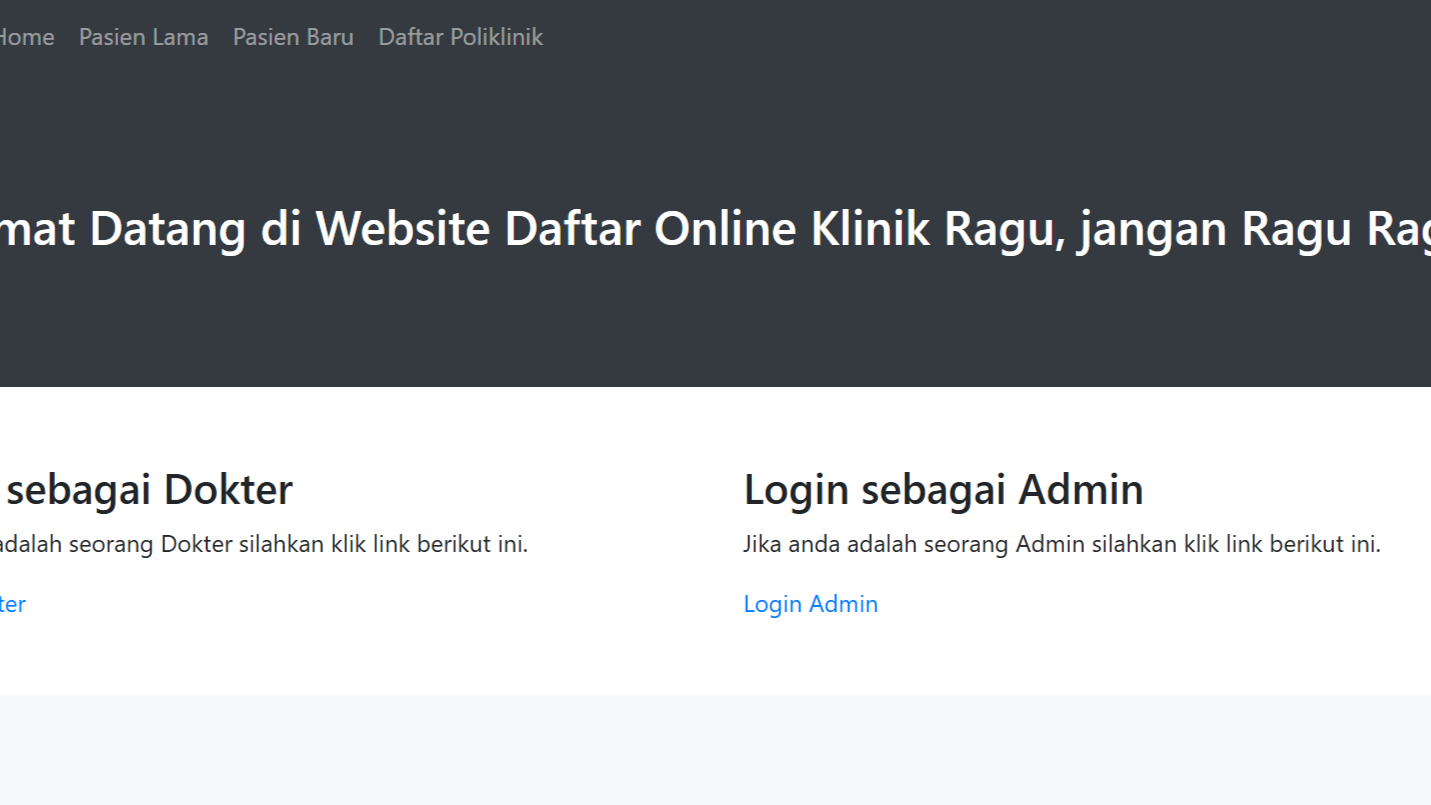 Home Pasien Lama Pasien Baru Daftar Poliklinik
mat Datang di Website Daftar Online Klinik Ragu, jangan Ragu Rag
sebagai Dokter
Login sebagai Admin
adalah seorang Dokter silahkan klik link berikut ini.
Jika anda adalah seorang Admin silahkan klik link berikut ini.
ter
Login Admin